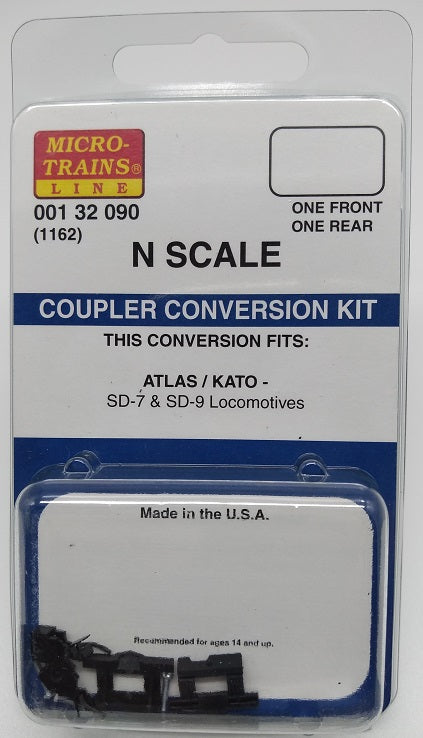 MICRO-
TRAINS®
LINE
001 32 090
(1162)
ONE FRONT
ONE REAR
N SCALE
COUPLER CONVERSION KIT
THIS CONVERSION FITS:
ATLAS / KATO -
SD-7 & SD-9 Locomotives
Made in the U.S.A.
Recommended for ages 14 and up.